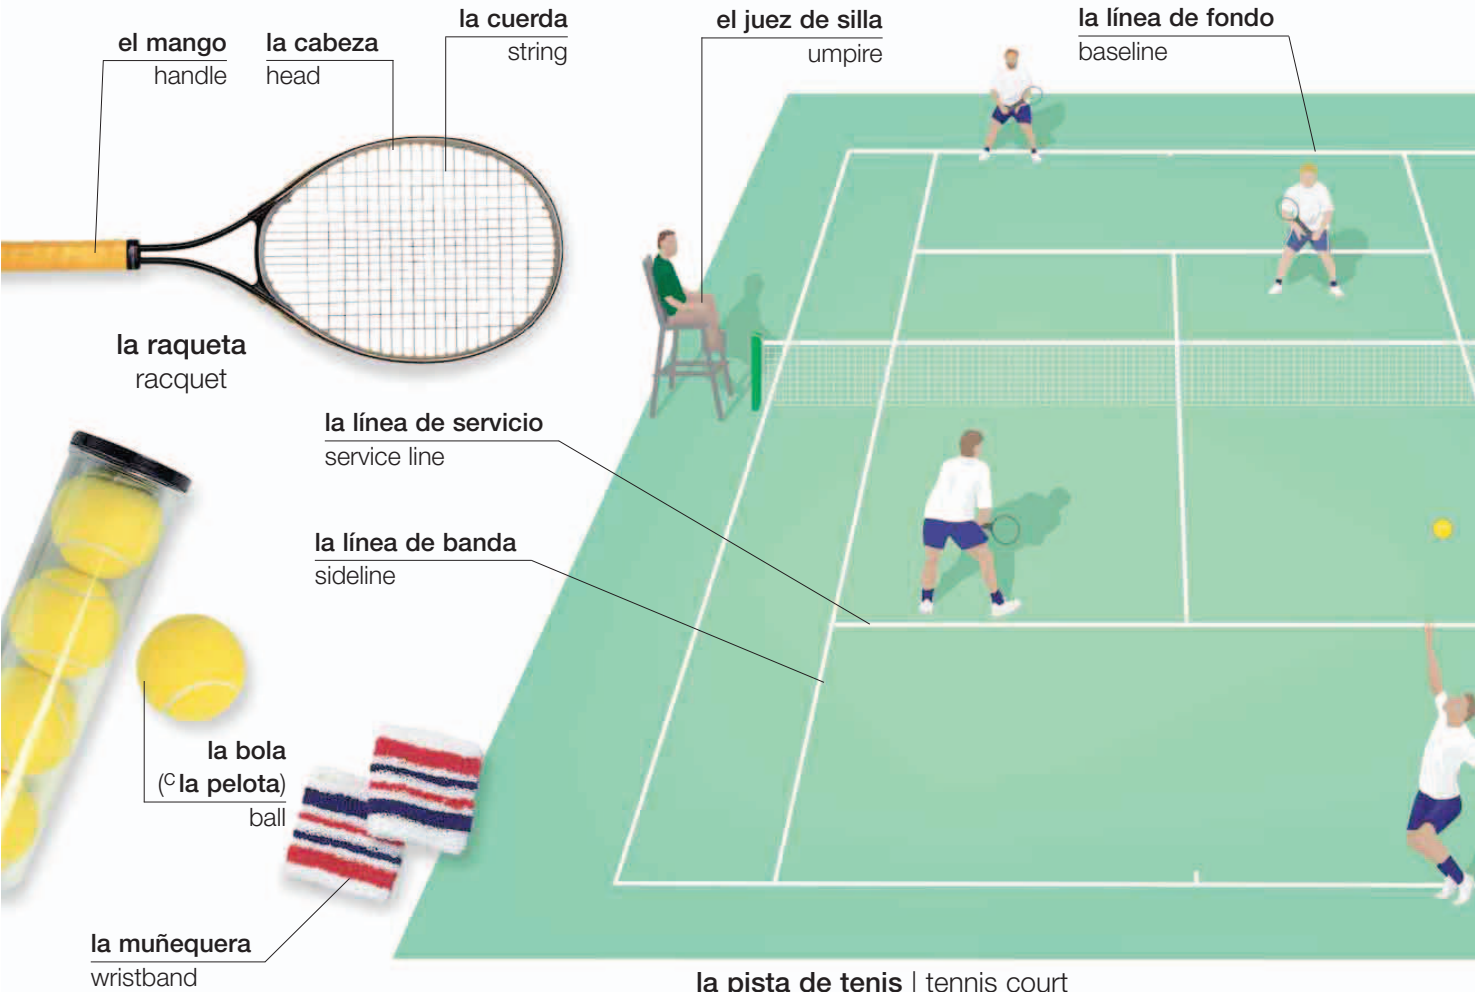 el mango
handle
la cabeza
head
la cuerda
string
el juez de silla
umpire
la línea de fondo
baseline
la raqueta
racquet
la línea de servicio
service line
la línea de banda
sideline
la bola
(C la pelota)
ball
la muñequera
wristband
la pista de tenis | tennis court